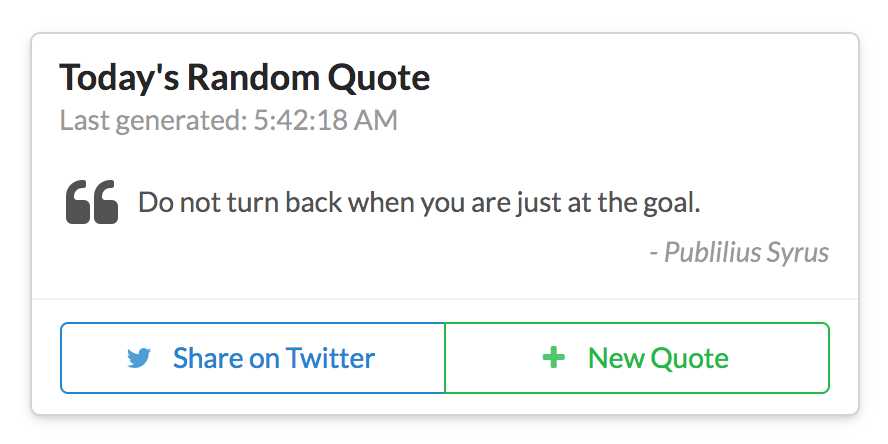 Today's Random Quote
Last generated: 5:42:18 AM
Do not turn back when you are just at the goal.
- Publilius Syrus
Share on Twitter
New Quote